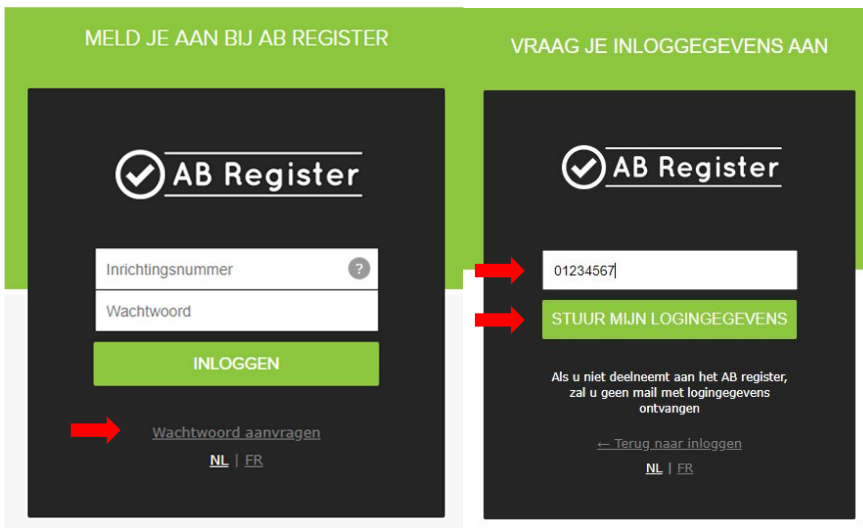 MELD JE AAN BIJ AB REGISTER
AB Register
Inrichtingsnummer ?
Wachtwoord
INLOGGEN
Wachtwoord aanvragen
NL | FR
VRAAG JE INLOGGEGEVENS AAN
AB Register
01234567
STUUR MIJN LOGINGEGEVENS
Als u niet deelneemt aan het AB register,
zal u geen mail met logingegevens
ontvangen
← Terug naar inloggen
NL | FR